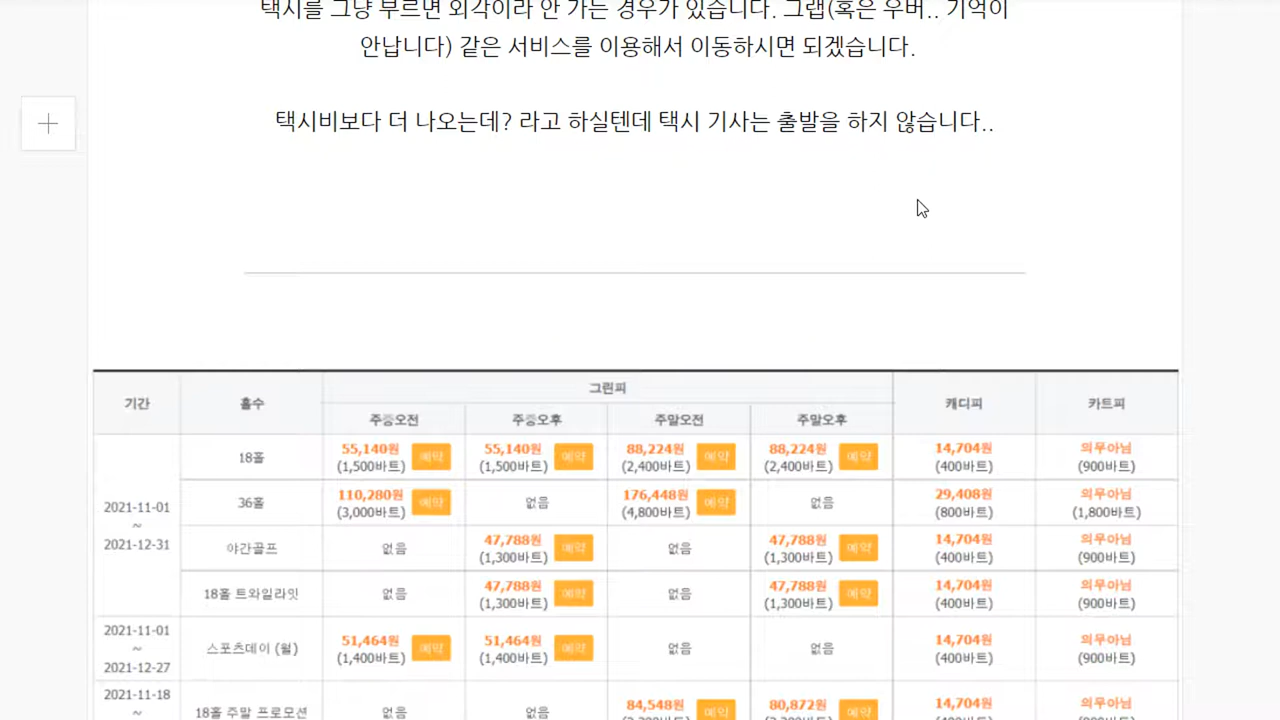 택시를 그냥 부르면 외각이라 안 가는 경우가 있습니다. 그랩(혹은 우버.. 기억이
안납니다) 같은 서비스를 이용해서 이동하시면 되겠습니다.
택시비보다 더 나오는데? 라고 하실텐데 택시 기사는 출발을 하지 않습니다..
기간 홀수 그린피 캐디피 카트피
주중오전 주중오후 주말오전 주말오후
2021-11-01 ~ 2021-12-31
18홀 55,140원 예약 55,140원 예약 88,224원 예약 88,224원 예약 14,704원 의무아님
(1,500바트) (1,500바트) (2,400바트) (2,400바트) (400바트) (900바트)
36홀 110,280원 예약 없음 176,448원 예약 없음 29,408원 의무아님
(3,000바트) (4,800바트) (800바트) (1,800바트)
야간골프 없음 47,788원 예약 없음 47,788원 예약 14,704원 의무아님
(1,300바트) (1,300바트) (400바트) (900바트)
18홀 트와일라잇 없음 47,788원 예약 없음 47,788원 예약 14,704원 의무아님
(1,300바트) (1,300바트) (400바트) (900바트)
2021-11-01 ~ 2021-12-27
스포츠데이 (월) 51,464원 예약 51,464원 예약 없음 없음 14,704원 의무아님
(1,400바트) (1,400바트) (400바트) (900바트)
2021-11-18 ~
18홀 주말 프로모션 없음 없음 84,548원 예약 80,872원 예약 14,704원 의무아님